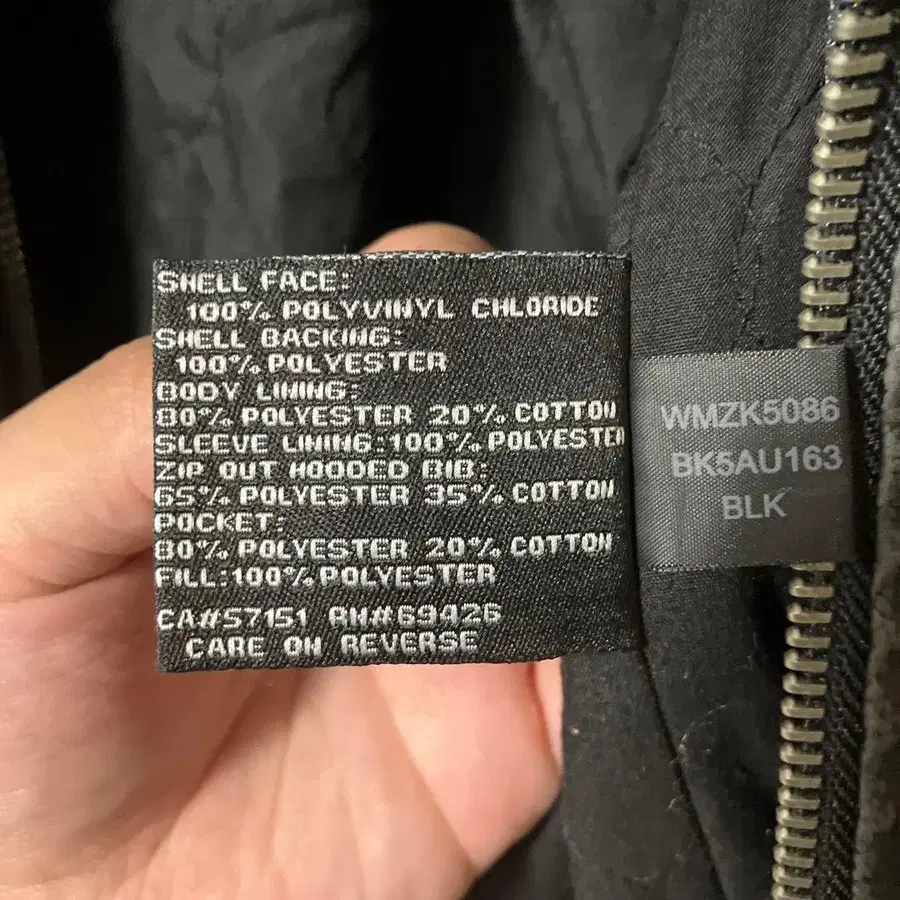 SHELL FACE:
100% POLYVINYL CHLORIDE
SHELL BACKING:
100% POLYESTER
BODY LINING:
80% POLYESTER 20% COTTON
SLEEVE LINING:100% POLYESTER
ZIP OUT HOODED BIB:
65% POLYESTER 35% COTTON
POCKET:
80% POLYESTER 20% COTTON
FILL:100% POLYESTER
CA#57151 RN#69426
CARE ON REVERSE
WMZK5086
BK5AU163
BLK